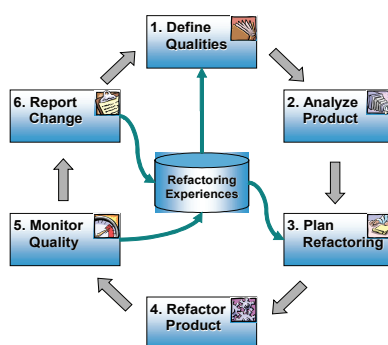 1. Define
Qualities
2. Analyze
Product
3. Plan
Refactoring
4. Refactor
Product
5. Monitor
Quality
6. Report
Change
Refactoring
Experiences